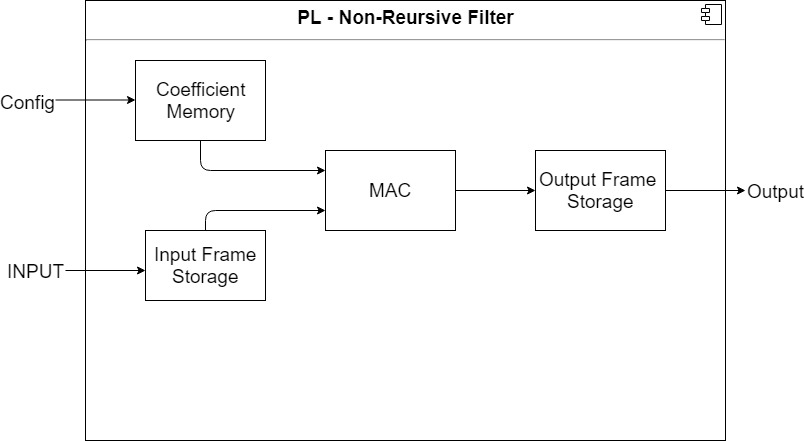 PL - Non-Reursive Filter
Config
Coefficient
Memory
MAC
Output Frame
Storage
Output
INPUT
Input Frame
Storage